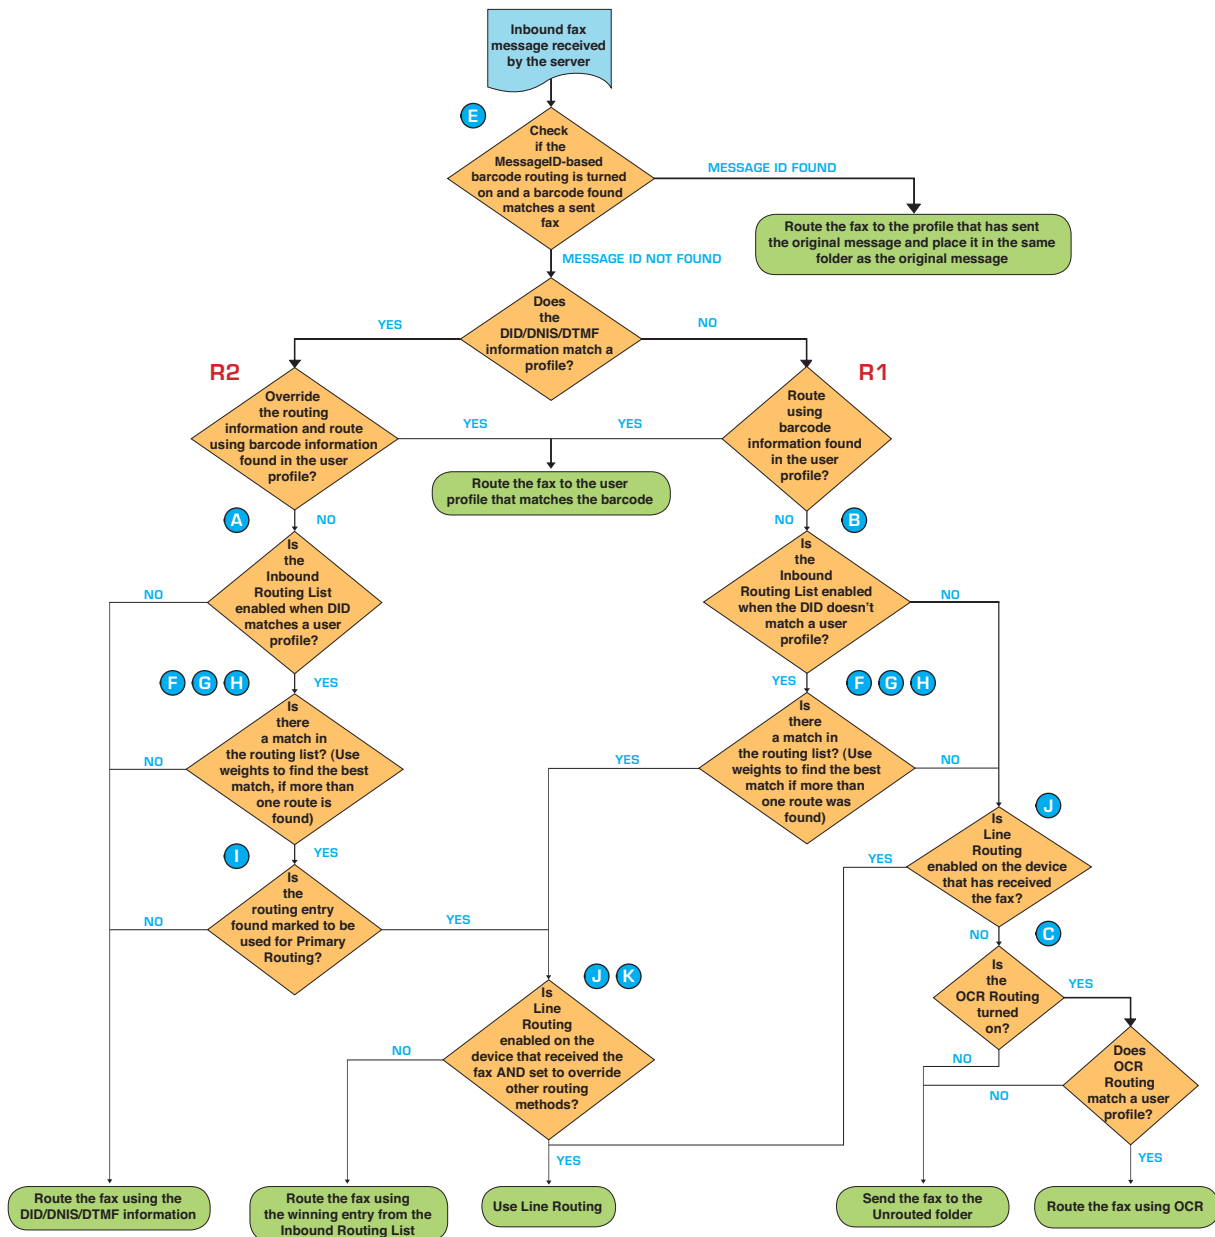 Inbound fax
message received
by the server
E
Check
if the
MessageID-based
barcode routing is turned
on and a barcode found
matches a sent
fax
MESSAGE ID FOUND
Route the fax to the profile that has sent
the original message and place it in the same
folder as the original message
MESSAGE ID NOT FOUND
Does
the
DID/DNIS/DTMF
information match a
profile?
YES
NO
R2
R1
Override
the routing
information and route
using barcode information
found in the user
profile?
YES
YES
Route
using
barcode
information found
in the user
profile?
Route the fax to the user
profile that matches the barcode
A
NO
NO
B
Is
the
Inbound
Routing List
enabled when DID
matches a user
profile?
NO
Is
the
Inbound
Routing List enabled
when the DID doesn't
match a user
profile?
NO
F
G
H
YES
YES
F
G
H
Is
there
a match in
the routing list? (Use
weights to find the best
match, if more than
one route is
found)
NO
YES
Is
there
a match in
the routing list? (Use
weights to find the best
match if more than
one route was
found)
NO
I
YES
J
Is
the
routing entry
found marked to be
used for Primary
Routing?
NO
YES
YES
Is
Line
Routing
enabled on the device
that has received
the fax?
NO
C
J
K
Is
Line
Routing
enabled on the
device that received the
fax AND set to override
other routing
methods?
NO
YES
Is
the
OCR Routing
turned
on?
YES
NO
Does
OCR
Routing
match a user
profile?
NO
YES
Route the fax using the
DID/DNIS/DTMF information
Route the fax using
the winning entry from the
Inbound Routing List
Use Line Routing
Send the fax to the
Unrouted folder
Route the fax using OCR